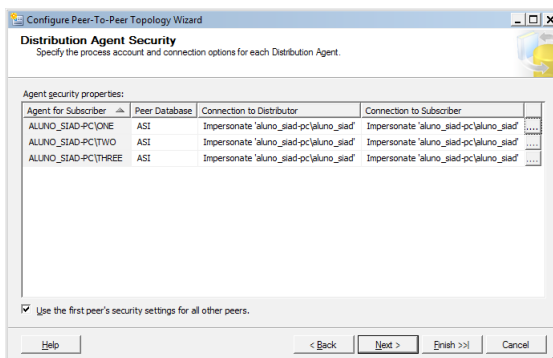 Configure Peer-To-Peer Topology Wizard
Distribution Agent Security
Specify the process account and connection options for each Distribution Agent.
Agent security properties:
Agent for Subscriber Peer Database Connection to Distributor Connection to Subscriber
ALUNO_SIAD-PC\ONE ASI Impersonate 'aluno_siad-pc\aluno_siad' Impersonate 'aluno_siad-pc\aluno_siad' ...
ALUNO_SIAD-PC\TWO ASI Impersonate 'aluno_siad-pc\aluno_siad' Impersonate 'aluno_siad-pc\aluno_siad' ...
ALUNO_SIAD-PC\THREE ASI Impersonate 'aluno_siad-pc\aluno_siad' Impersonate 'aluno_siad-pc\aluno_siad' ...
Use the first peer's security settings for all other peers.
Help < Back Next > Finish >>| Cancel